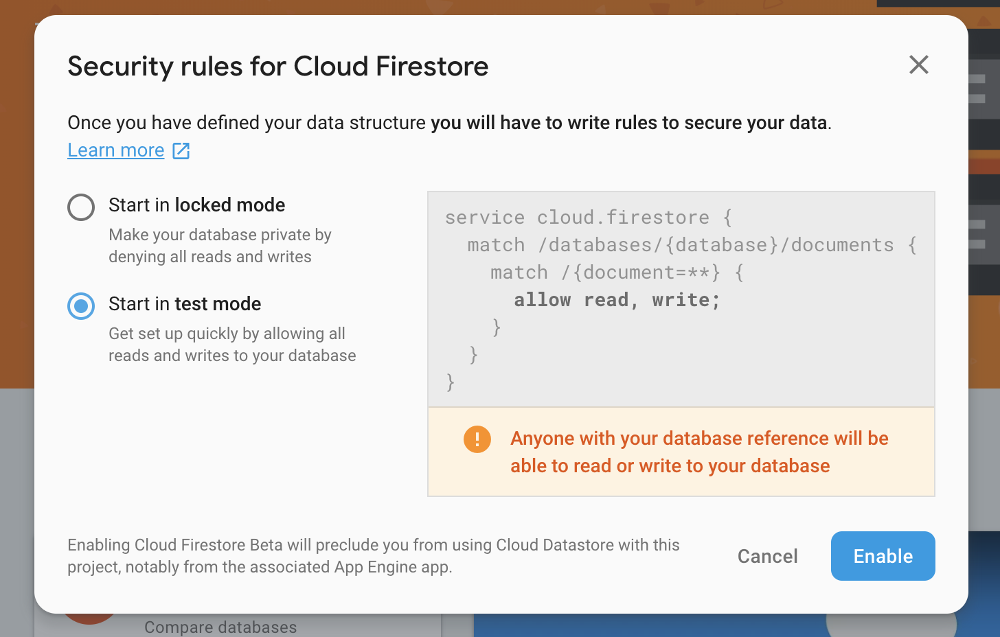 Security rules for Cloud Firestore
Once you have defined your data structure you will have to write rules to secure your data.
Learn more
Start in locked mode
Make your database private by
denying all reads and writes
Start in test mode
Get set up quickly by allowing all
reads and writes to your database
service cloud.firestore {
  match /databases/{database}/documents {
    match /{document=**} {
      allow read, write;
    }
  }
}
Anyone with your database reference will be
able to read or write to your database
Enabling Cloud Firestore Beta will preclude you from using Cloud Datastore with this
project, notably from the associated App Engine app.
Cancel
Enable
Compare databases